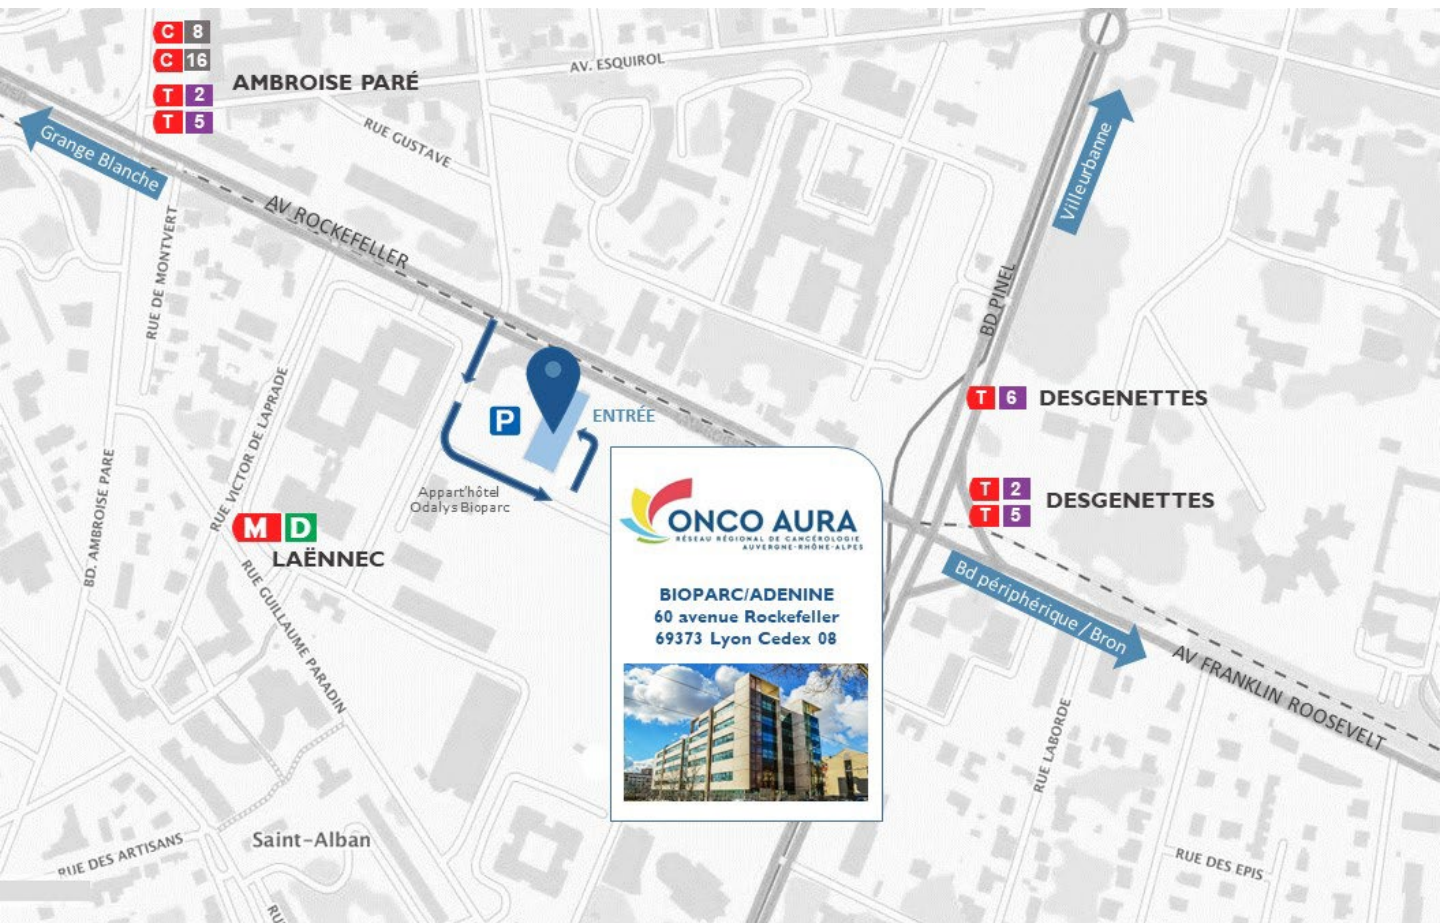 C 8
C 16
T 2
T 5
AMBROISE PARÉ
AV. ESQUIROL
RUE GUSTAVE
Grange Blanche
Villeurbanne
AV ROCKEFELLER
RUE DE MONTVERT
BD PINEL
RUE VICTOR DE LAPRADE
P
ENTRÉE
T 6 DESGENETTES
T 2
T 5
DESGENETTES
Appart'hôtel
Odalys Bioparc
BD. AMBROISE PARE
M D
LAËNNEC
ONCO AURA
RÉSEAU RÉGIONAL DE CANCÉROLOGIE
AUVERGNE-RHÔNE-ALPES
BIOPARC/ADENINE
60 avenue Rockefeller
69373 Lyon Cedex 08
Bd périphérique / Bron
RUE GUILLAUME PARADIN
AV FRANKLIN ROOSEVELT
RUE LABORDE
Saint-Alban
RUE DES ARTISANS
RUE DES EPIS
RU